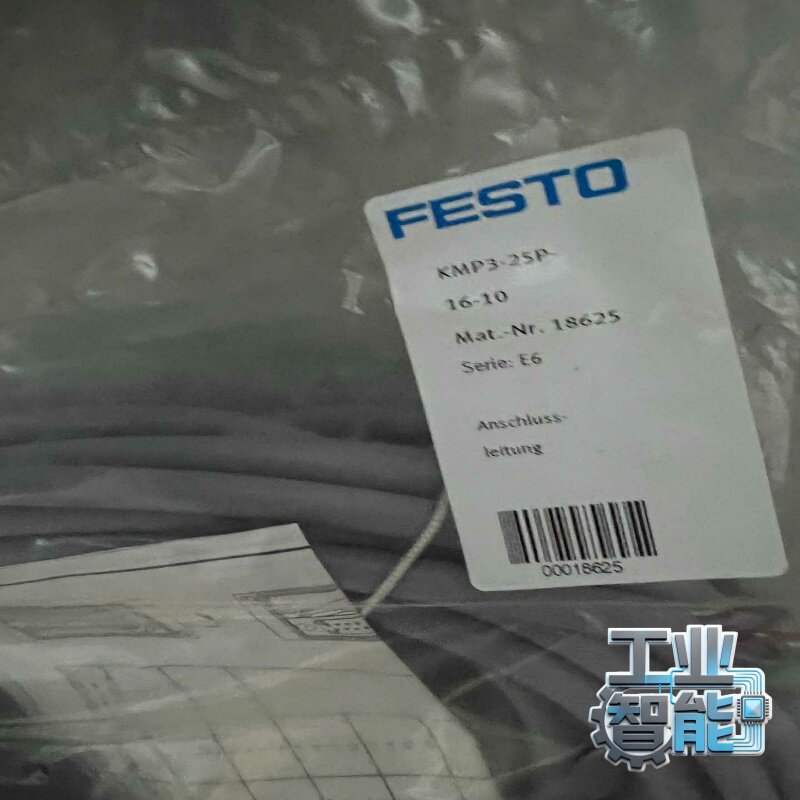 FESTO
KMP3-25P-
16-10
Mat.-Nr. 18625
Serie: E6
Anschluss-
leitung
00018625
工业
智能